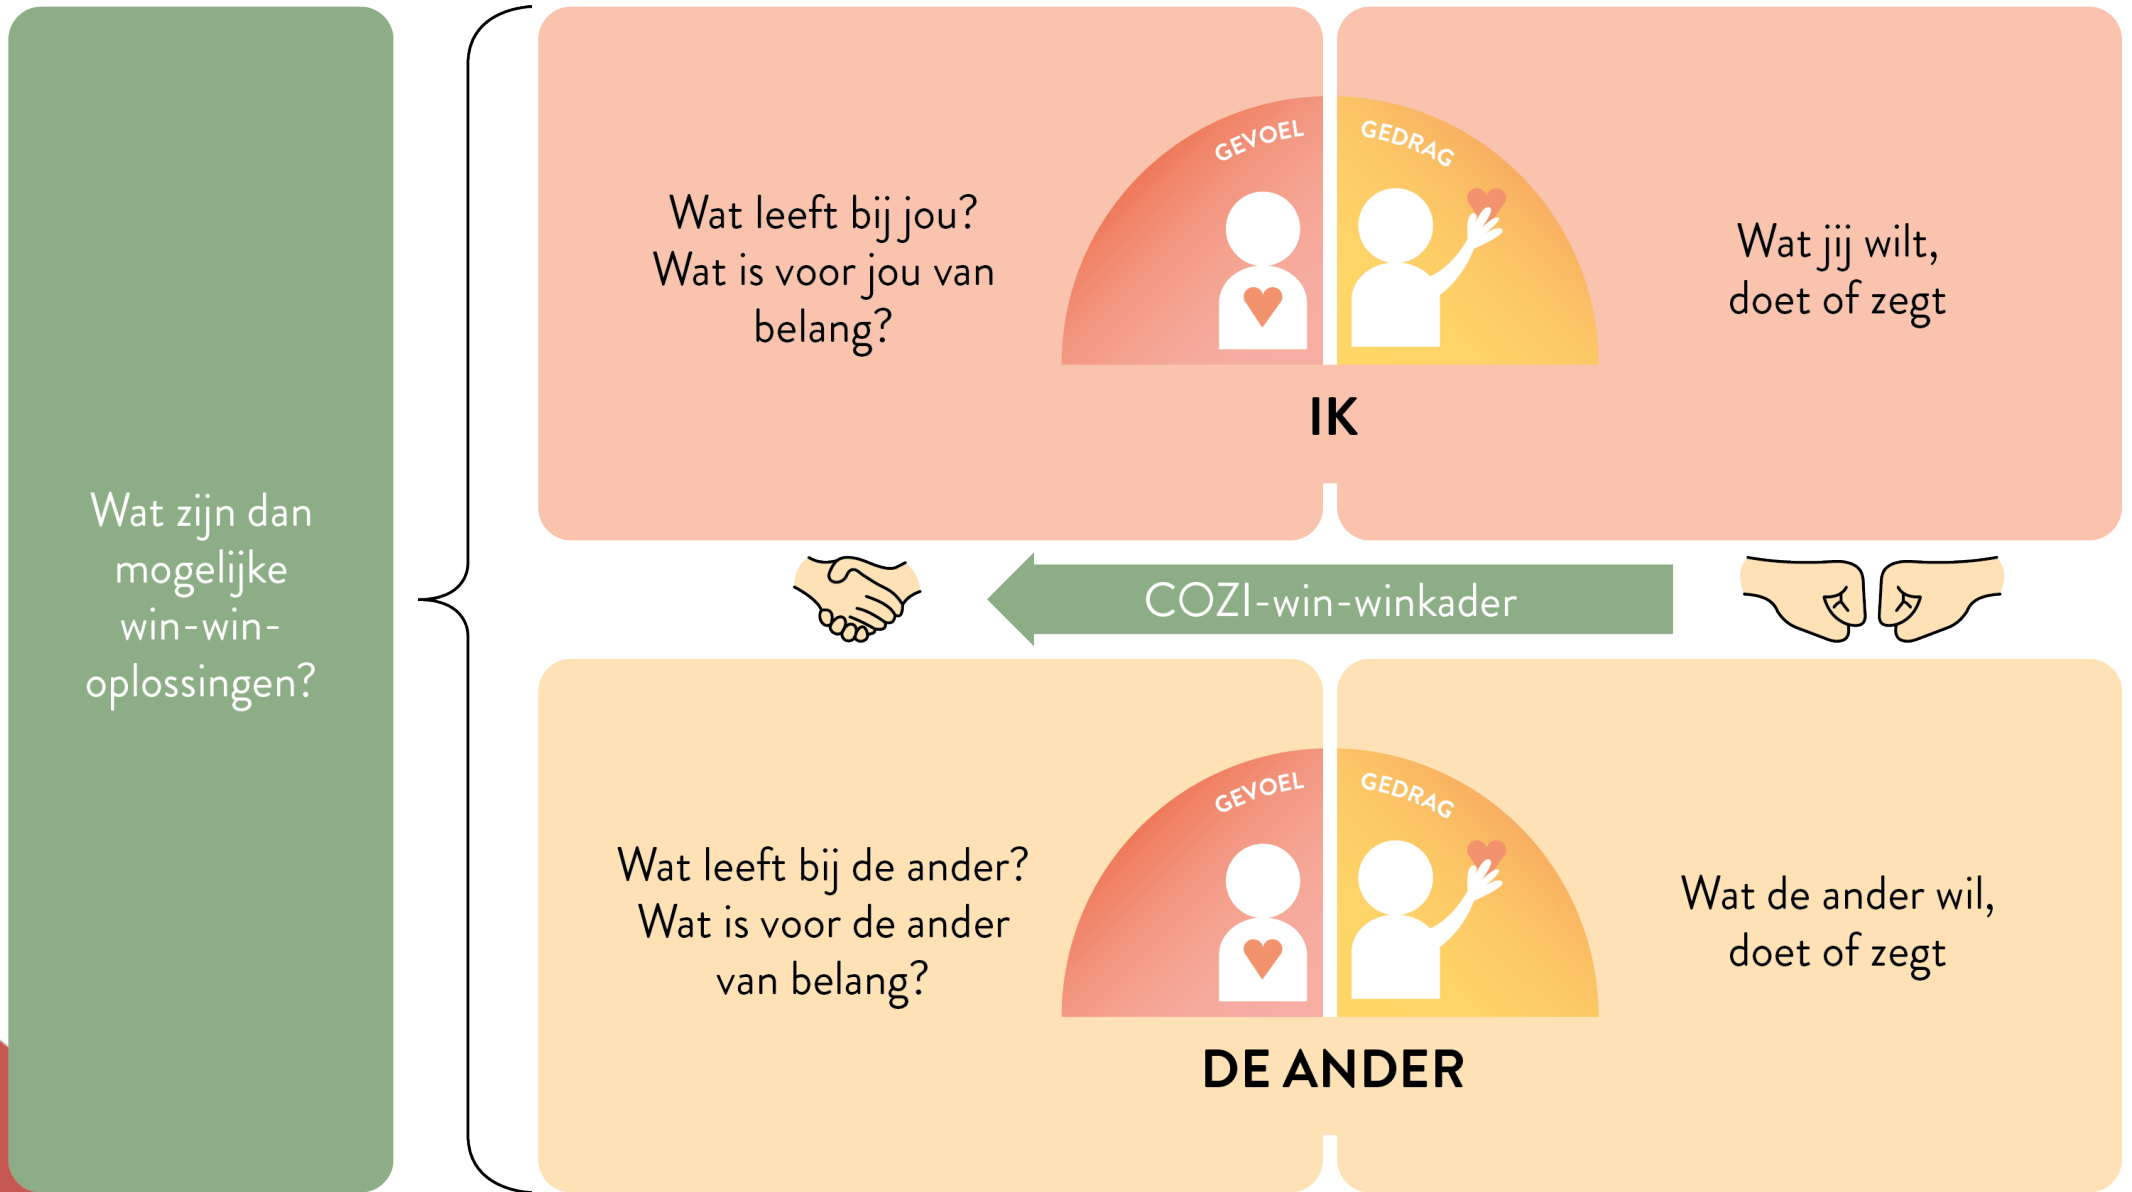 Wat zijn dan
mogelijke
win-win-
oplossingen?
Wat leeft bij jou?
Wat is voor jou van
belang?
GEVOEL
GEDRAG
Wat jij wilt,
doet of zegt
IK
COZI-win-winkader
Wat leeft bij de ander?
Wat is voor de ander
van belang?
GEVOEL
GEDRAG
Wat de ander wil,
doet of zegt
DE ANDER